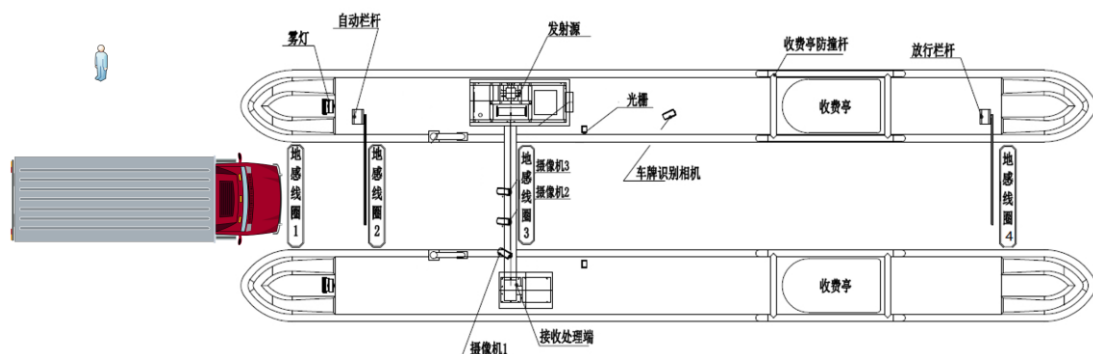 雾灯
自动栏杆
发射源
收费亭防撞杆
放行栏杆
光栅
收费亭
车牌识别相机
地感线圈1
地感线圈2
摄像机3
摄像机2
地感线圈3
地感线圈4
收费亭
摄像机1
接收处理端